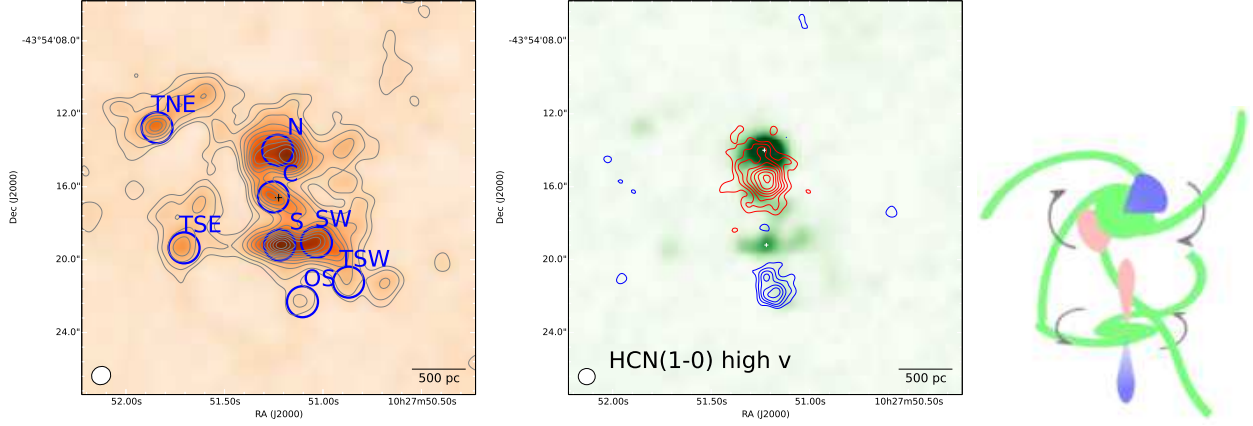 -43°54'08.0"
12.0"
16.0"
20.0"
24.0"
Dec (J2000)
TNE
N
C
S
SW
TSE
TSW
OS
500 pc
52.00s
51.50s
51.00s
10h27m50.50s
RA (J2000)
-43°54'08.0"
12.0"
16.0"
20.0"
24.0"
Dec (J2000)
HCN(1-0) high v
500 pc
52.00s
51.50s
51.00s
10h27m50.50s
RA (J2000)